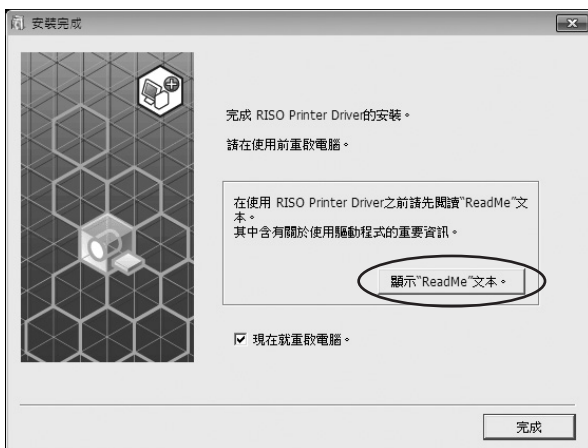 安裝完成
完成 RISO Printer Driver的安裝。
請在使用前重啟電腦。
在使用 RISO Printer Driver之前請先閱讀"ReadMe"文
本。
其中含有關於使用驅動程式的重要資訊。
顯示"ReadMe"文本。
現在就重啟電腦。
完成